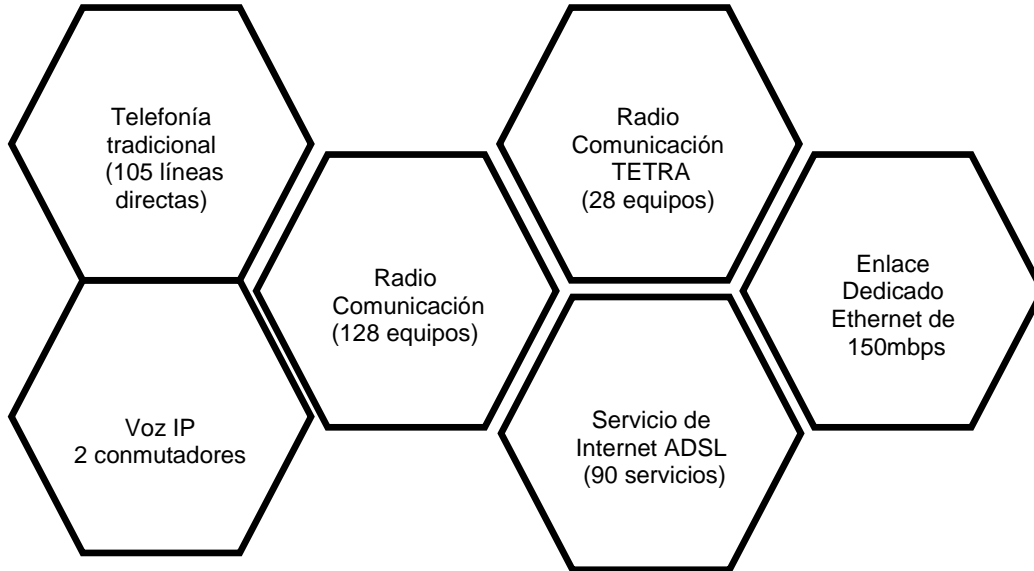 Telefonía
tradicional
(105 líneas
directas)
Radio
Comunicación
TETRA
(28 equipos)
Radio
Comunicación
(128 equipos)
Enlace
Dedicado
Ethernet de
150mbps
Voz IP
2 conmutadores
Servicio de
Internet ADSL
(90 servicios)